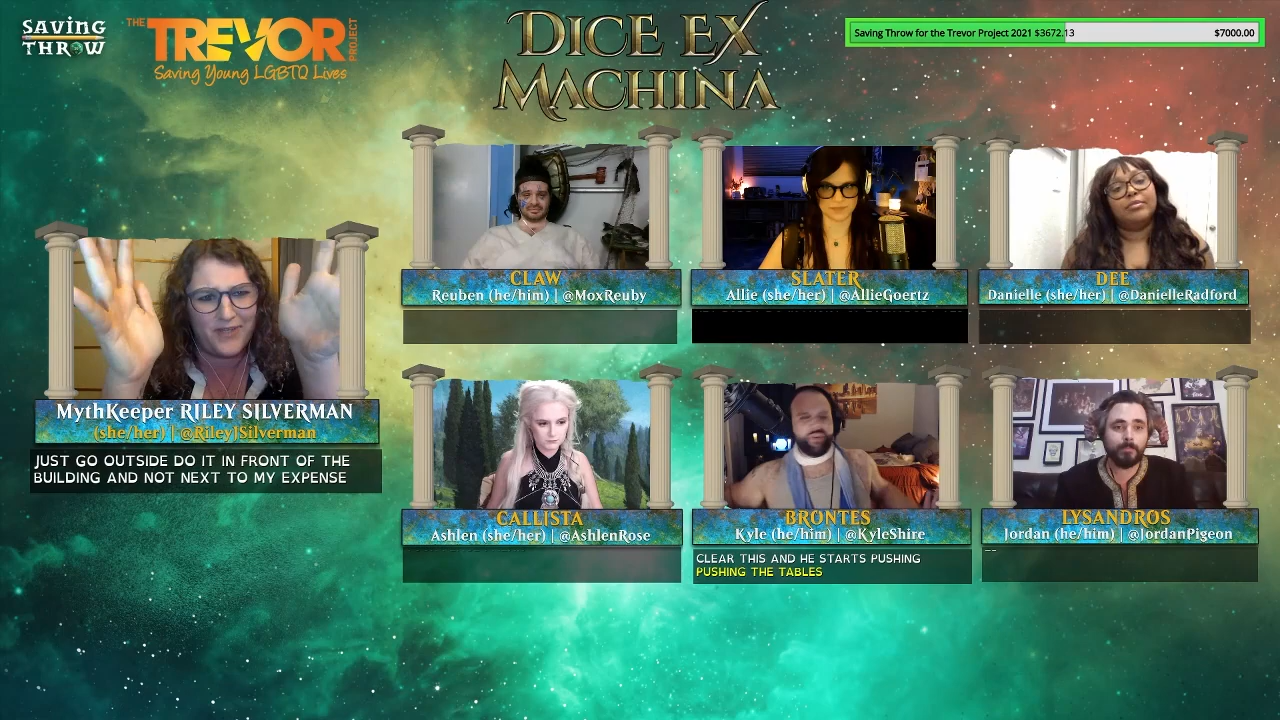 SAVING
THROW
THE
TREVOR
PROJECT
Saving Young LGBTQ Lives
DICE EX
MACHINA
Saving Throw for the Trevor Project 2021 $3672.13
$7000.00
CLAW
Reuben (he/him) | @MoxReuby
SLATER
Allie (she/her) | @AllieGoertz
DEE
Danielle (she/her) | @DanielleRadford
MythKeeper RILEY SILVERMAN
(she/her) | @RileyJSilverman
JUST GO OUTSIDE DO IT IN FRONT OF THE
BUILDING AND NOT NEXT TO MY EXPENSE
CALLISTA
Ashlen (she/her) | @AshlenRose
BRONTES
Kyle (he/him) | @KyleShire
CLEAR THIS AND HE STARTS PUSHING
PUSHING THE TABLES
LYSANDROS
Jordan (he/him) | @JordanPigeon
--